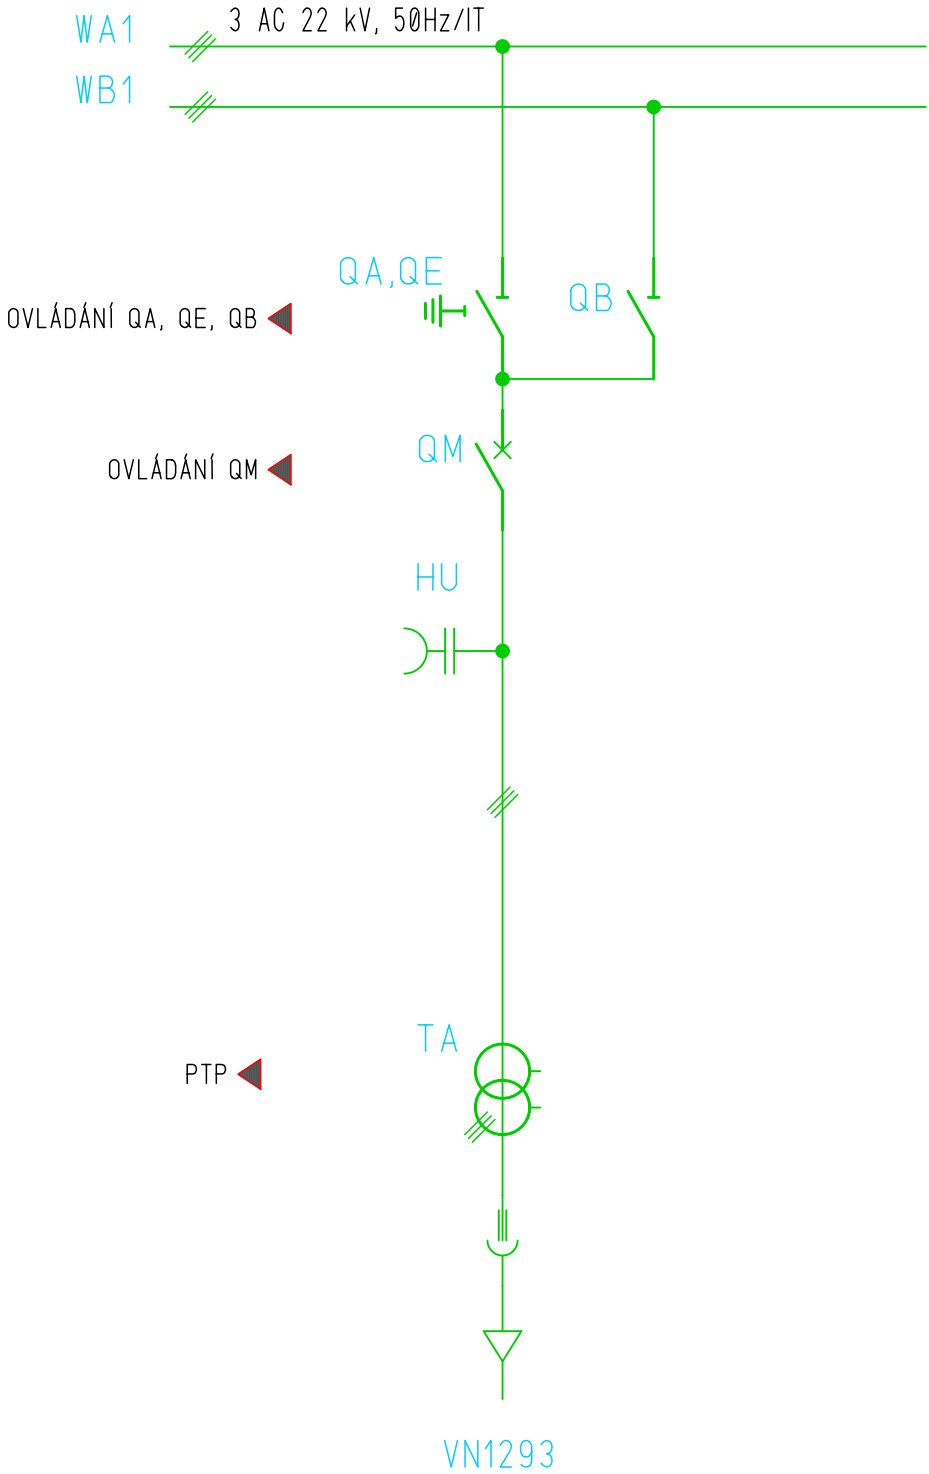 WA1
3 AC 22 kV, 50Hz/IT
WB1
QA,QE
QB
OVLÁDÁNÍ QA, QE, QB
QM
OVLÁDÁNÍ QM
HU
TA
PTP
VN1293